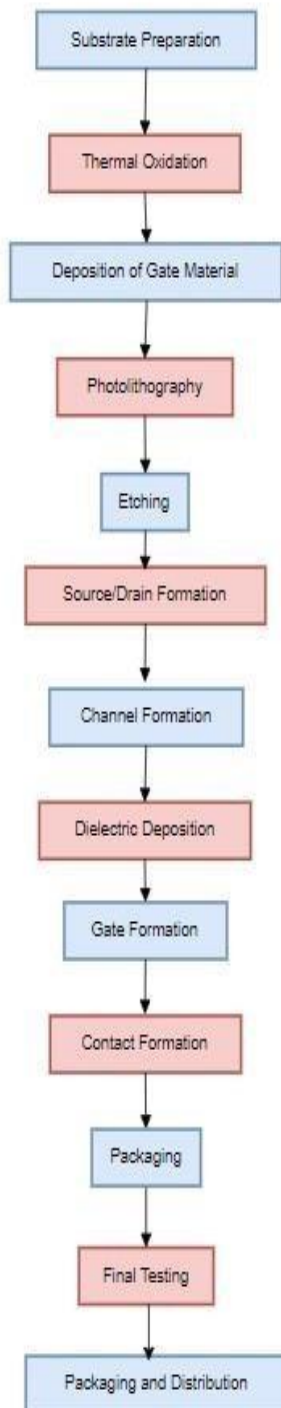 Substrate Preparation
Thermal Oxidation
Deposition of Gate Material
Photolithography
Etching
Source/Drain Formation
Channel Formation
Dielectric Deposition
Gate Formation
Contact Formation
Packaging
Final Testing
Packaging and Distribution